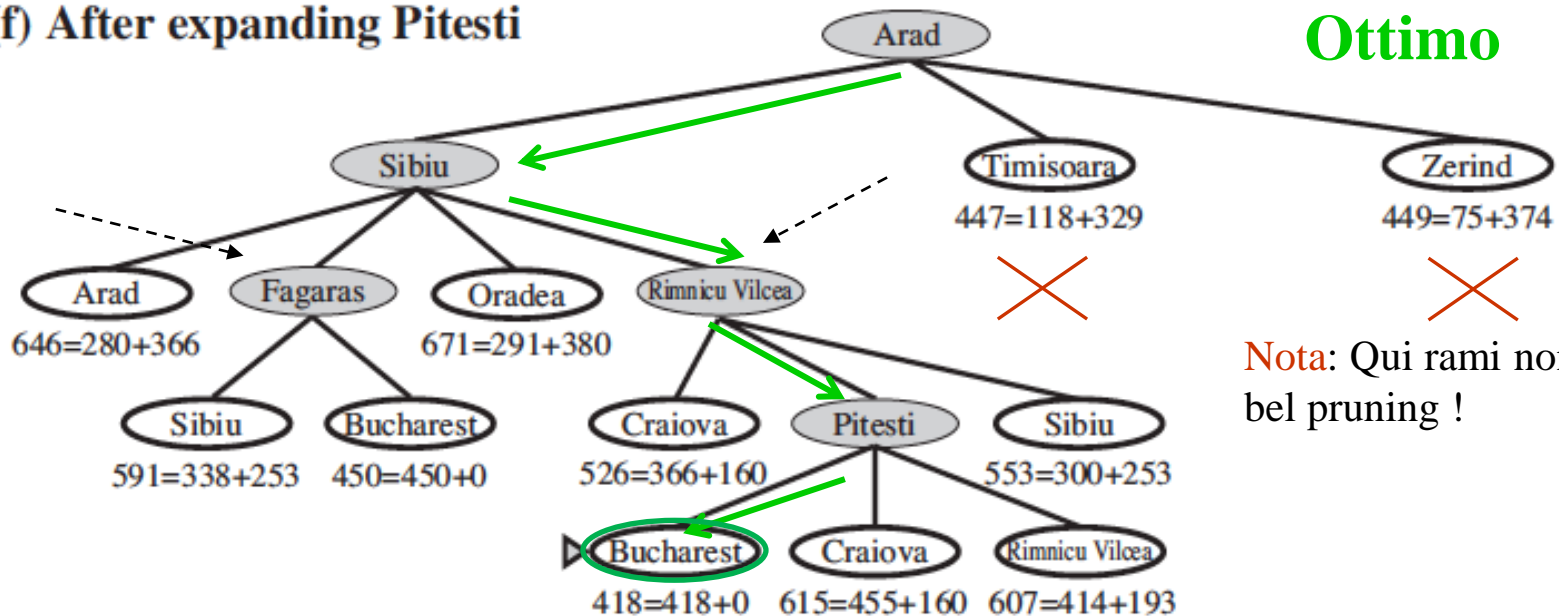 f) After expanding Pitesti
Ottimo
Arad
Sibiu
Timisoara
Zerind
447=118+329
449=75+374
Arad
Fagaras
Oradea
Rimnicu Vilcea
646=280+366
671=291+380
Nota: Qui rami
bel pruning !
Sibiu
Bucharest
Craiova
Pitesti
Sibiu
591=338+253
450=450+0
526=366+160
553=300+253
Bucharest
Craiova
Rimnicu Vilcea
418=418+0
615=455+160
607=414+193